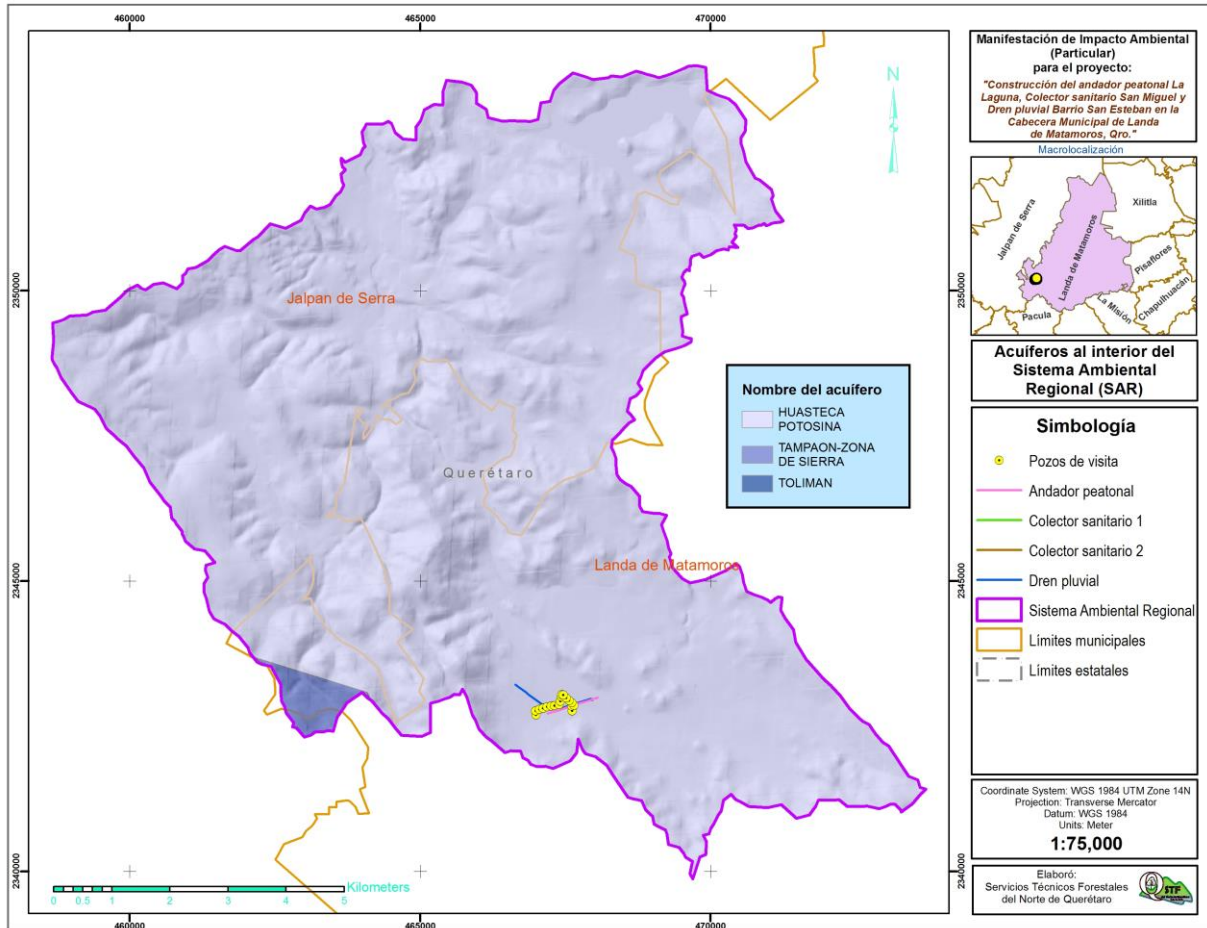 460000
465000
470000
2350000
2345000
2340000
2350000
2345000
2340000
N
Jalpan de Serra
Querétaro
Landa de Matamoros
Nombre del acuífero
HUASTECA
POTOSINA
TAMPAON-ZONA
DE SIERRA
TOLIMAN
Kilometers
0 0.5 1 2 3 4 5
460000
465000
470000
Manifestación de Impacto Ambiental
(Particular)
para el proyecto:
"Construcción del andador peatonal La
Laguna, Colector sanitario San Miguel y
Dren pluvial Barrio San Esteban en la
Cabecera Municipal de Landa
de Matamoros, Qro."
Macrolocalización
Jalpan de Serra
Xilitla
Landa de Matamoros
Pisaflores
Chapulhuacán
La Misión
Pacula
Acuíferos al interior del
Sistema Ambiental
Regional (SAR)
Simbología
Pozos de visita
Andador peatonal
Colector sanitario 1
Colector sanitario 2
Dren pluvial
Sistema Ambiental Regional
Límites municipales
Límites estatales
Coordinate System: WGS 1984 UTM Zone 14N
Projection: Transverse Mercator
Datum: WGS 1984
Units: Meter
1:75,000
Elaboró:
Servicios Técnicos Forestales
del Norte de Querétaro
STF